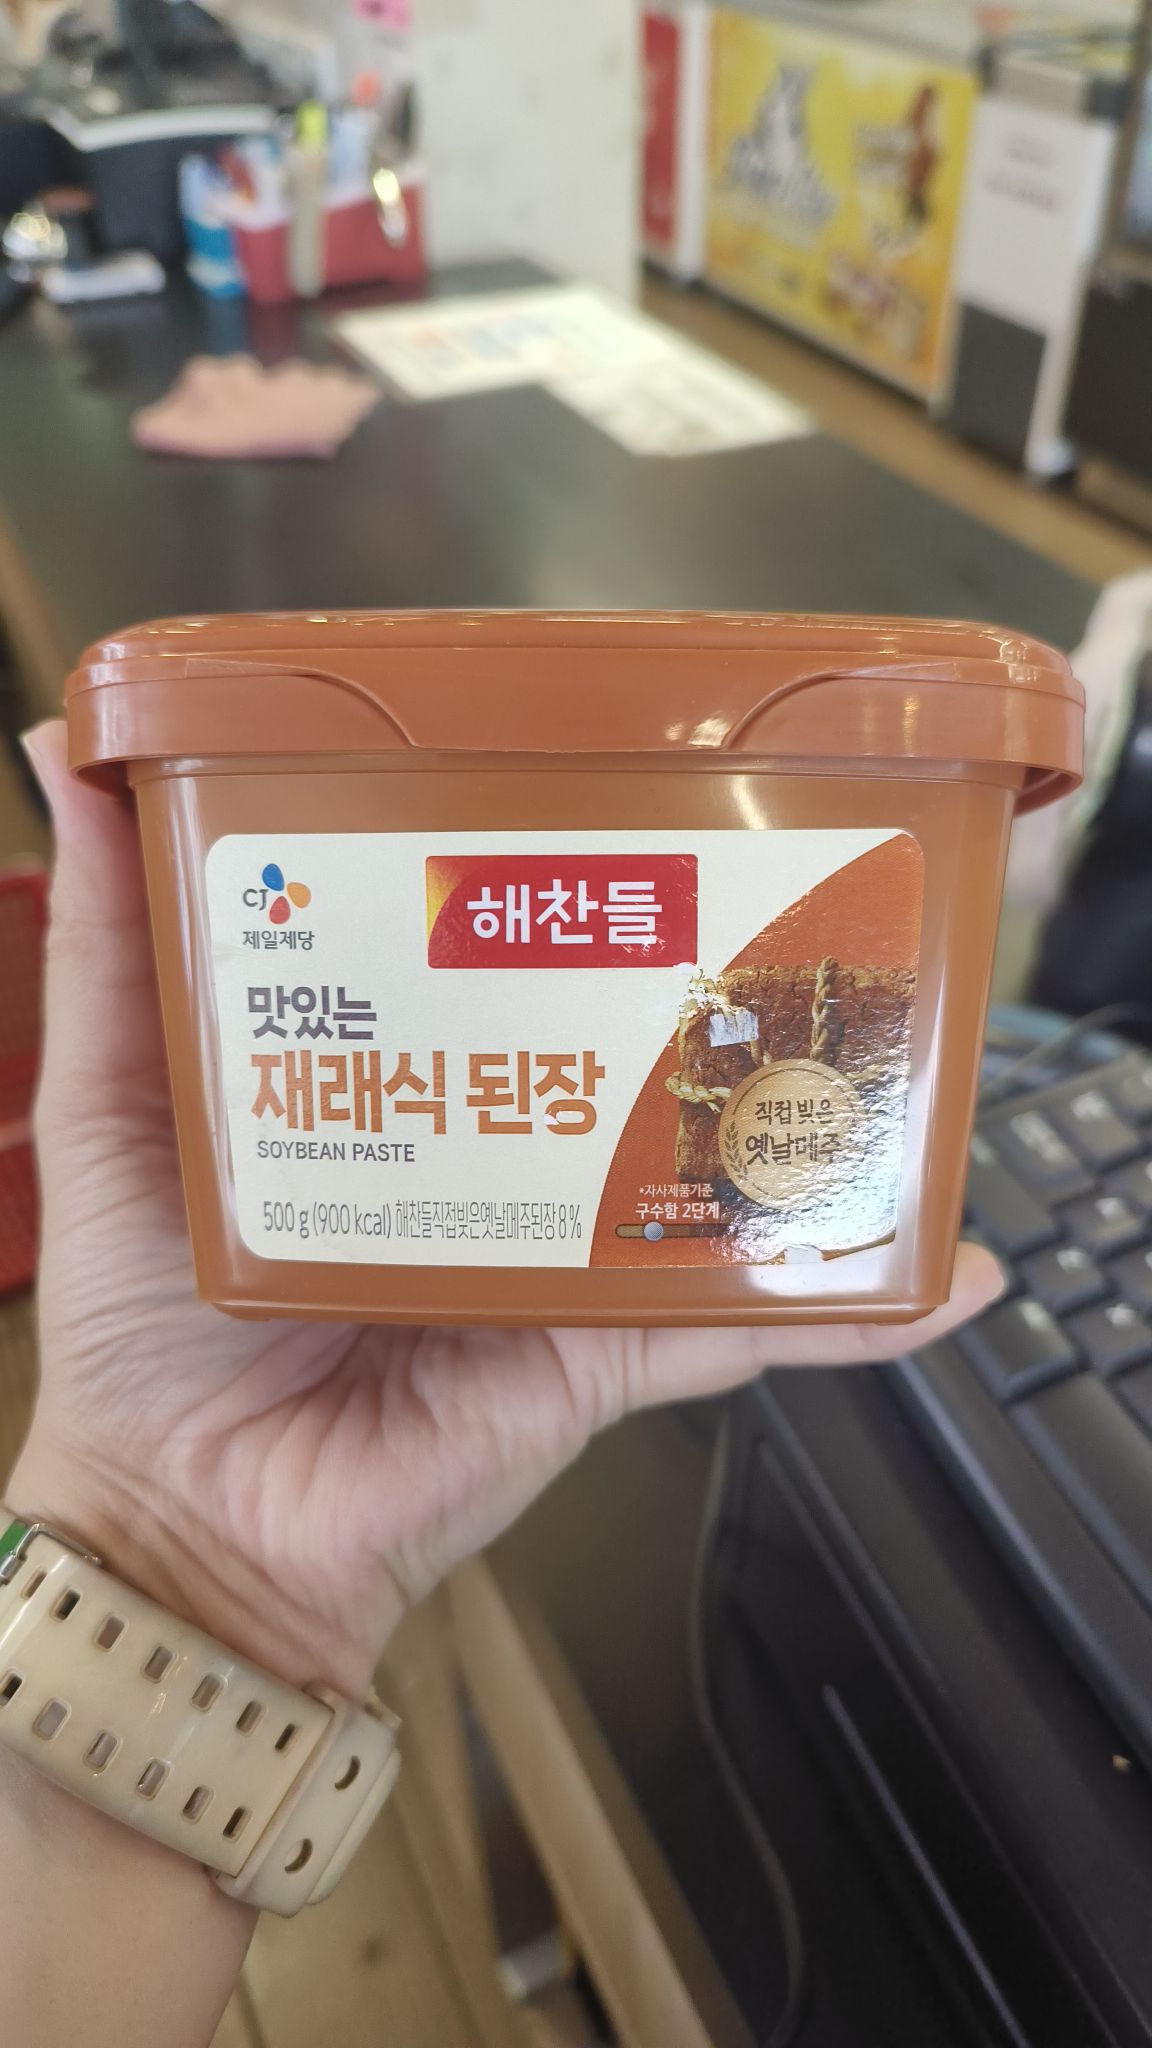 CJ
제일제당
해찬들
맛있는
재래식 된장
SOYBEAN PASTE
500 g (900 kcal) 해찬들직접빚은옛날메주된장 8 %
직접 빚은
옛날메주
*자사제품기준
구수함 2단계